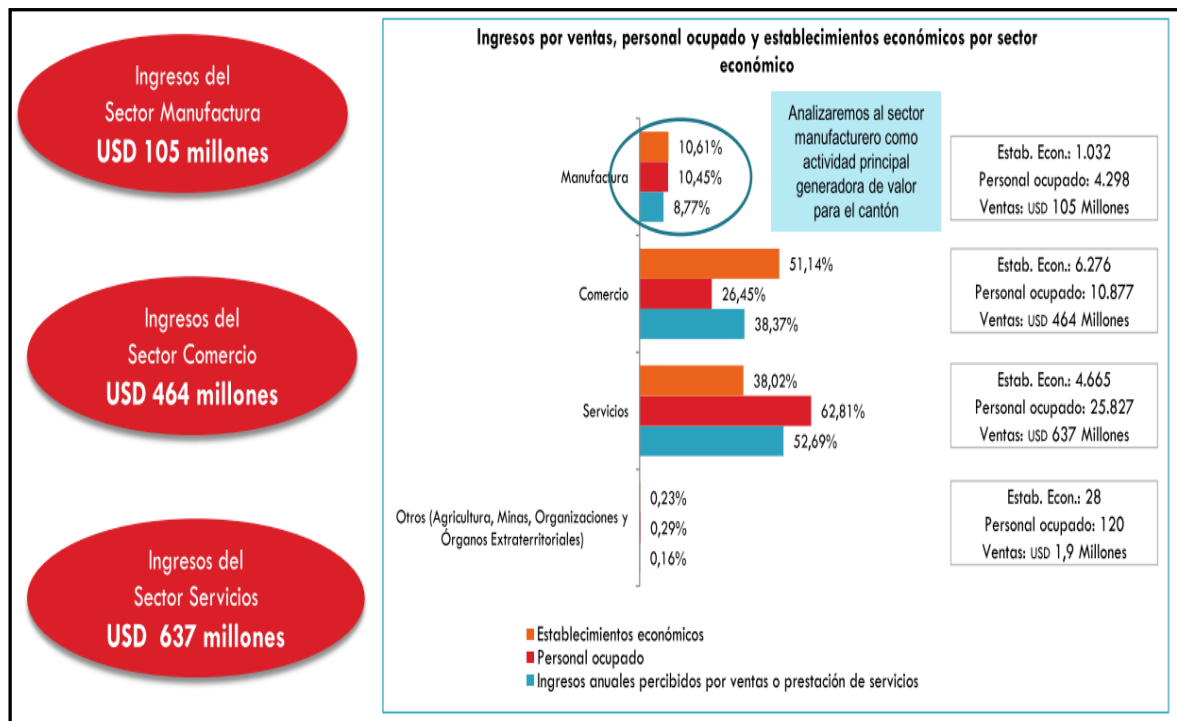 Ingresos del
Sector Manufactura
USD 105 millones
Ingresos del
Sector Comercio
USD 464 millones
Ingresos del
Sector Servicios
USD 637 millones
Ingresos por ventas, personal ocupado y establecimientos económicos por sector
económico
Analizaremos al sector
manufacturero como
actividad principal
generadora de valor
para el cantón
Manufactura
10,61%
10,45%
8,77%
Estab. Econ.: 1.032
Personal ocupado: 4.298
Ventas: USD 105 Millones
Comercio
51,14%
26,45%
38,37%
Estab. Econ.: 6.276
Personal ocupado: 10.877
Ventas: USD 464 Millones
Servicios
38,02%
62,81%
52,69%
Estab. Econ.: 4.665
Personal ocupado: 25.827
Ventas: USD 637 Millones
Otros (Agricultura, Minas, Organizaciones y
Órganos Extraterritoriales)
0,23%
0,29%
0,16%
Estab. Econ.: 28
Personal ocupado: 120
Ventas: USD 1,9 Millones
Establecimientos económicos
Personal ocupado
Ingresos anuales percibidos por ventas o prestación de servicios